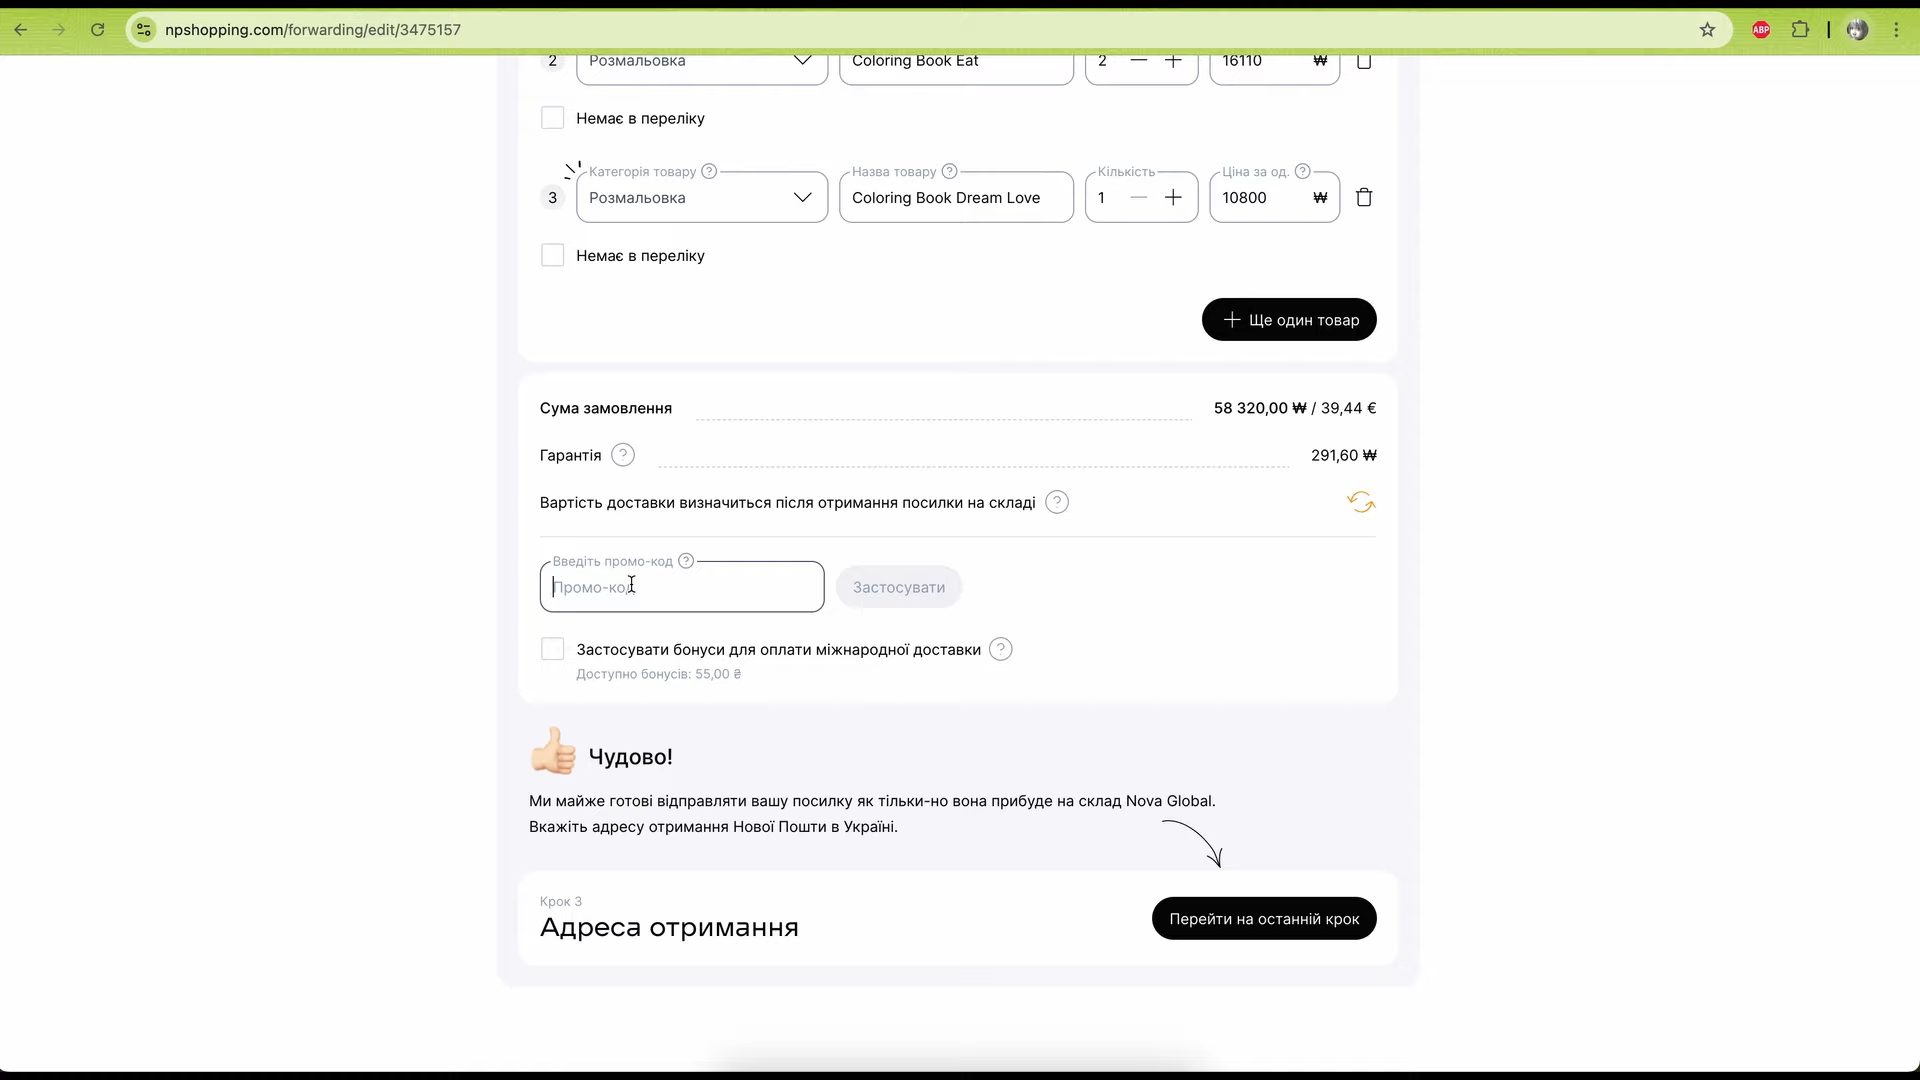 npshopping.com/forwarding/edit/3475157
ABP
2 Розмальовка Coloring Book Eat 2 16110 ₩
Немає в переліку
Категорія товару ? Назва товару ? Кількість Ціна за од. ?
3 Розмальовка Coloring Book Dream Love 1 10800 ₩
Немає в переліку
Ще один товар
Сума замовлення 58 320,00 ₩ / 39,44 €
Гарантія ? 291,60 ₩
Вартість доставки визначиться після отримання посилки на складі ?
Введіть промо-код ?
Промо-код Застосувати
Застосувати бонуси для оплати міжнародної доставки ?
Доступно бонусів: 55,00 ₴
Чудово!
Ми майже готові відправляти вашу посилку як тільки-но вона прибуде на склад Nova Global.
Вкажіть адресу отримання Нової Пошти в Україні.
Крок 3
Адреса отримання
Перейти на останній крок